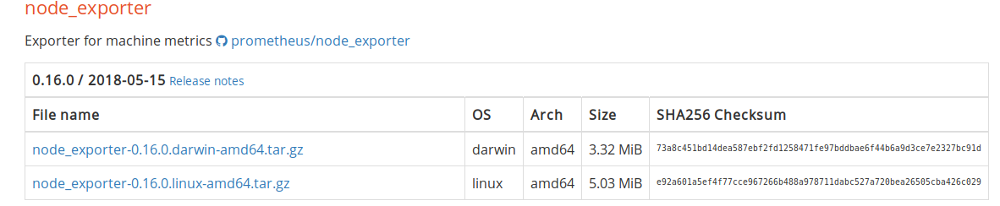 node_exporter
Exporter for machine metrics prometheus/node_exporter
0.16.0 / 2018-05-15 Release notes
File name OS Arch Size SHA256 Checksum
node_exporter-0.16.0.darwin-amd64.tar.gz darwin amd64 3.32 MiB 73a8c451bd14dea587ebf2fd1258471fe97bddbae6f44b6a9d3ce7e2327bc91d
node_exporter-0.16.0.linux-amd64.tar.gz linux amd64 5.03 MiB e92a601a5ef4f77cce967266b488a978711dabc527a720bea26505cba426c029